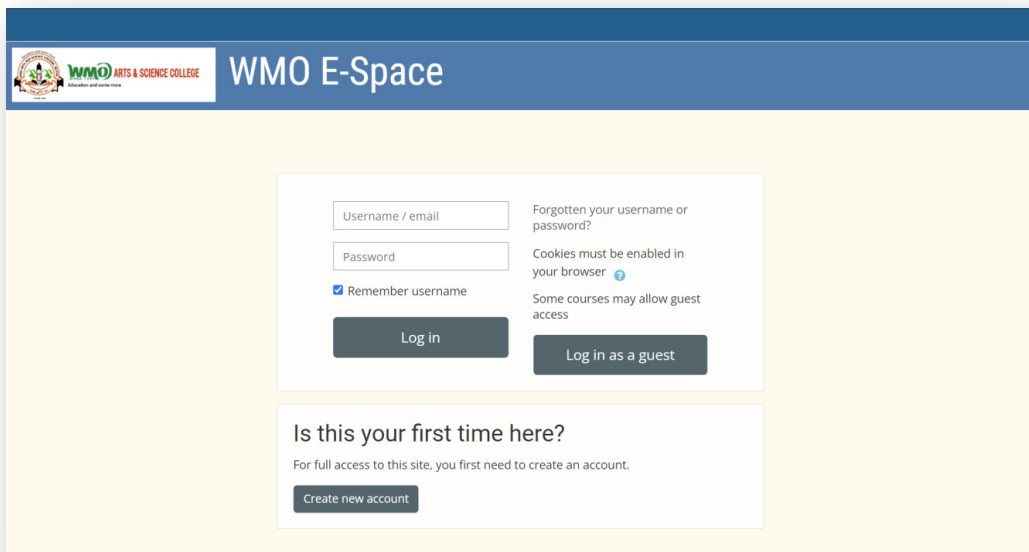 WMO ARTS & SCIENCE COLLEGE
Education and some more
WMO E-Space
Username / email
Password
Remember username
Log in
Forgotten your username or
password?
Cookies must be enabled in
your browser
Some courses may allow guest
access
Log in as a guest
Is this your first time here?
For full access to this site, you first need to create an account.
Create new account